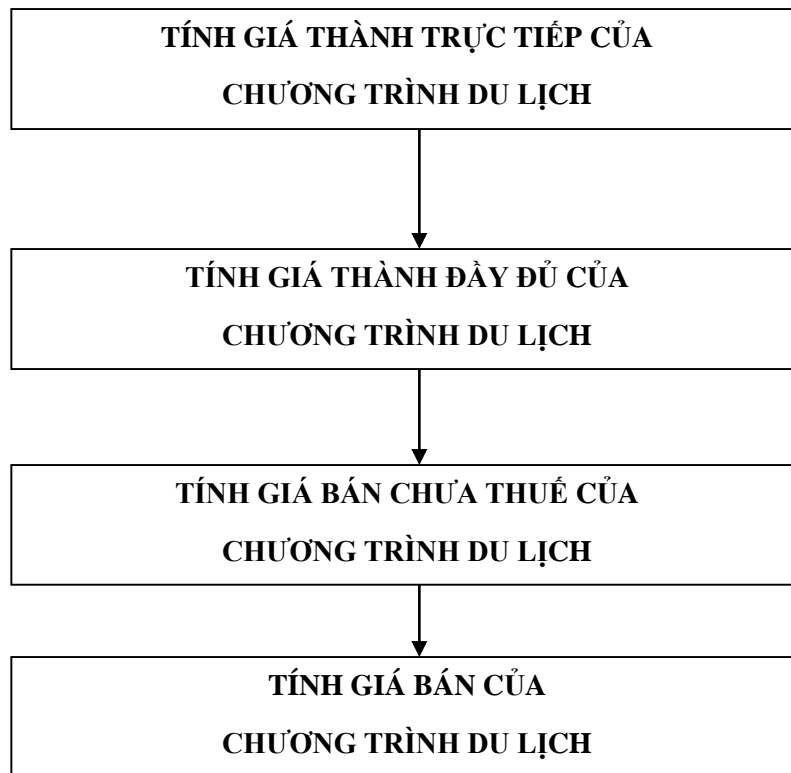 TÍNH GIÁ THÀNH TRỰC TIẾP CỦA
CHƯƠNG TRÌNH DU LỊCH
TÍNH GIÁ THÀNH ĐẦY ĐỦ CỦA
CHƯƠNG TRÌNH DU LỊCH
TÍNH GIÁ BÁN CHƯA THUẾ CỦA
CHƯƠNG TRÌNH DU LỊCH
TÍNH GIÁ BÁN CỦA
CHƯƠNG TRÌNH DU LỊCH